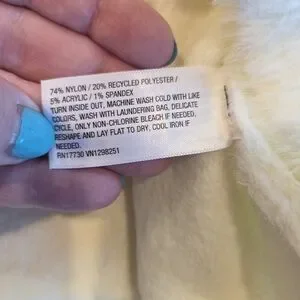 74% NYLON / 20% RECYCLED POLYESTER /
5% ACRYLIC / 1% SPANDEX
TURN INSIDE OUT, MACHINE WASH COLD WITH LIKE
COLORS, WASH WITH LAUNDERING BAG, DELICATE
CYCLE, ONLY NON-CHLORINE BLEACH IF NEEDED.
RESHAPE AND LAY FLAT TO DRY, COOL IRON IF
NEEDED.
RN17730 VN1298251